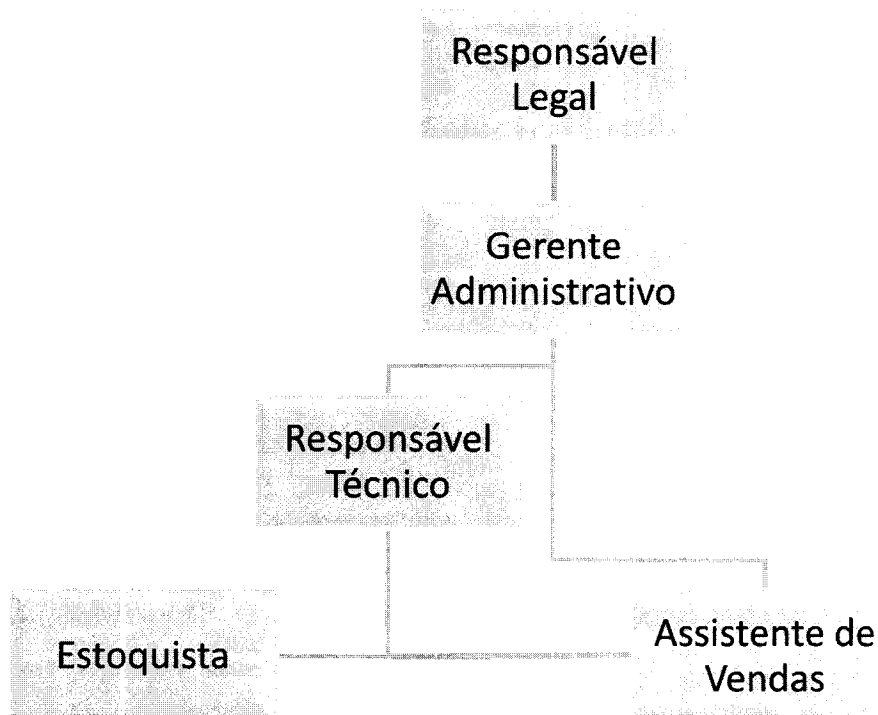 Responsável
Legal
Gerente
Administrativo
Responsável
Técnico
Estoquista
Assistente de
Vendas